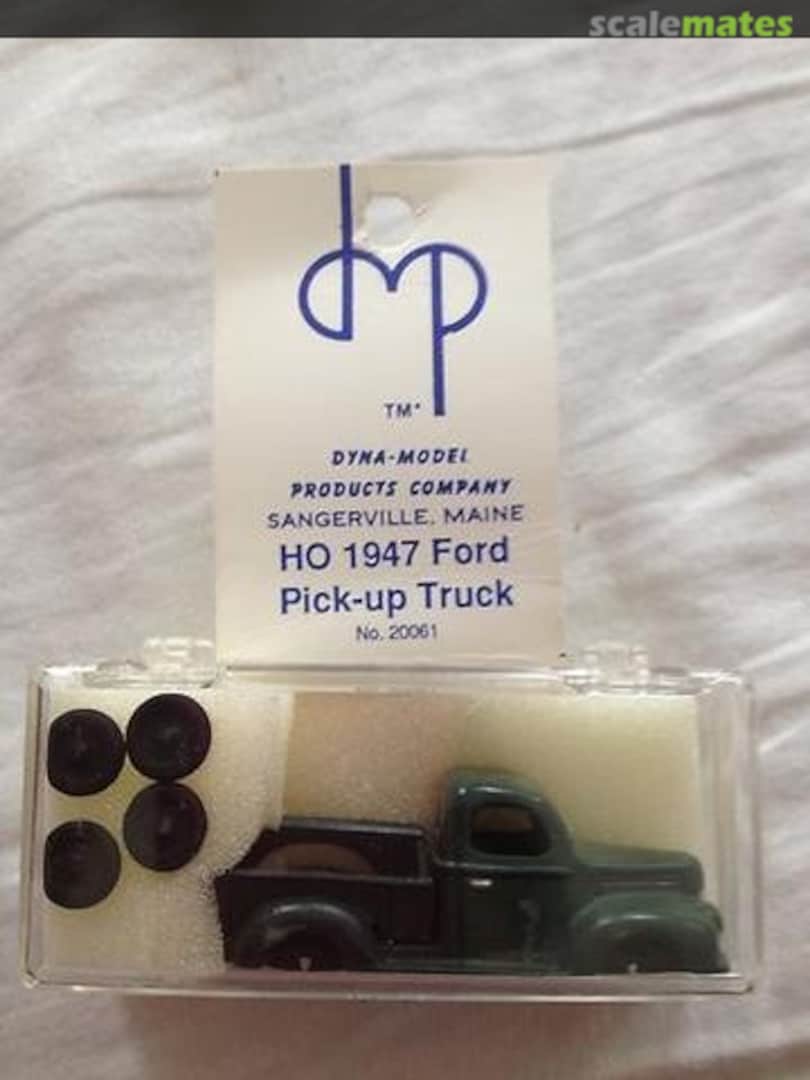 scalemates
dmp
TM*
DYNA-MODEL
PRODUCTS COMPANY
SANGERVILLE, MAINE
HO 1947 Ford
Pick-up Truck
No. 20061